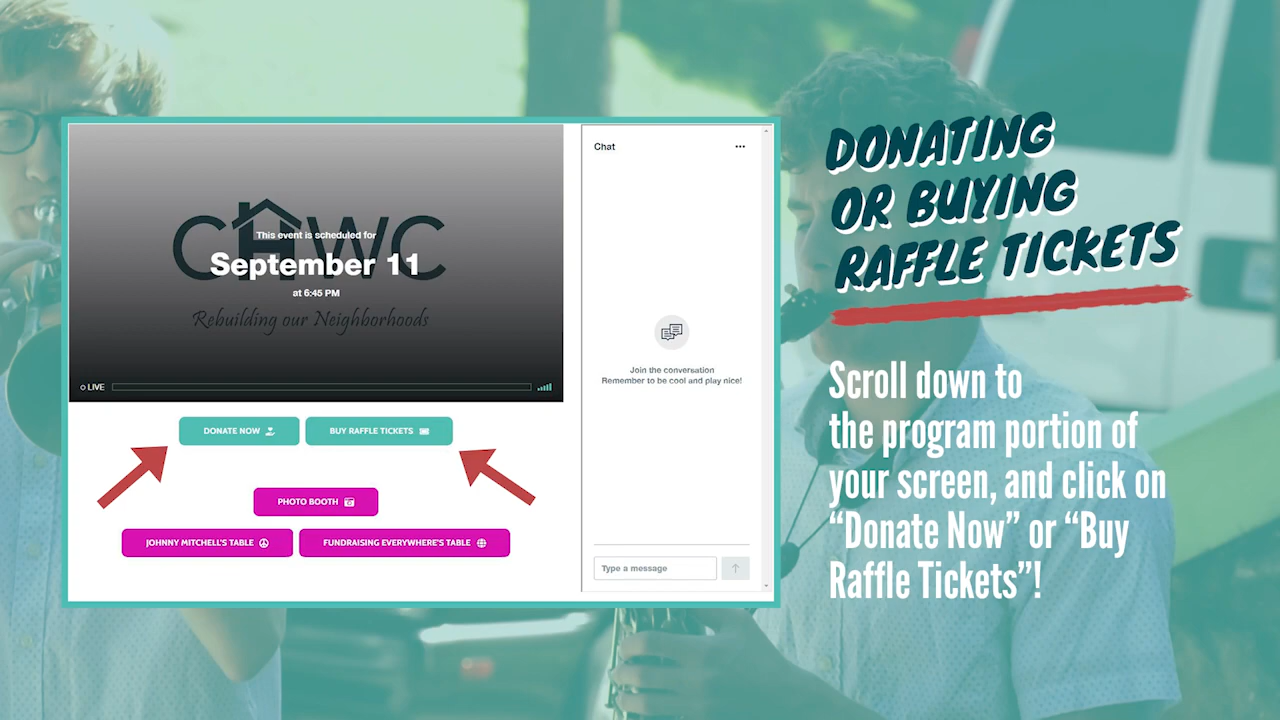 DONATING
OR BUYING
RAFFLE TICKETS
Scroll down to
the program portion of
your screen, and click on
“Donate Now” or “Buy
Raffle Tickets”!
CHWC
This event is scheduled for
September 11
at 6:45 PM
Rebuilding our Neighborhoods
LIVE
DONATE NOW
BUY RAFFLE TICKETS
PHOTO BOOTH
JOHNNY MITCHELL'S TABLE
FUNDRAISING EVERYWHERE'S TABLE
Chat
Join the conversation
Remember to be cool and play nice!
Type a message